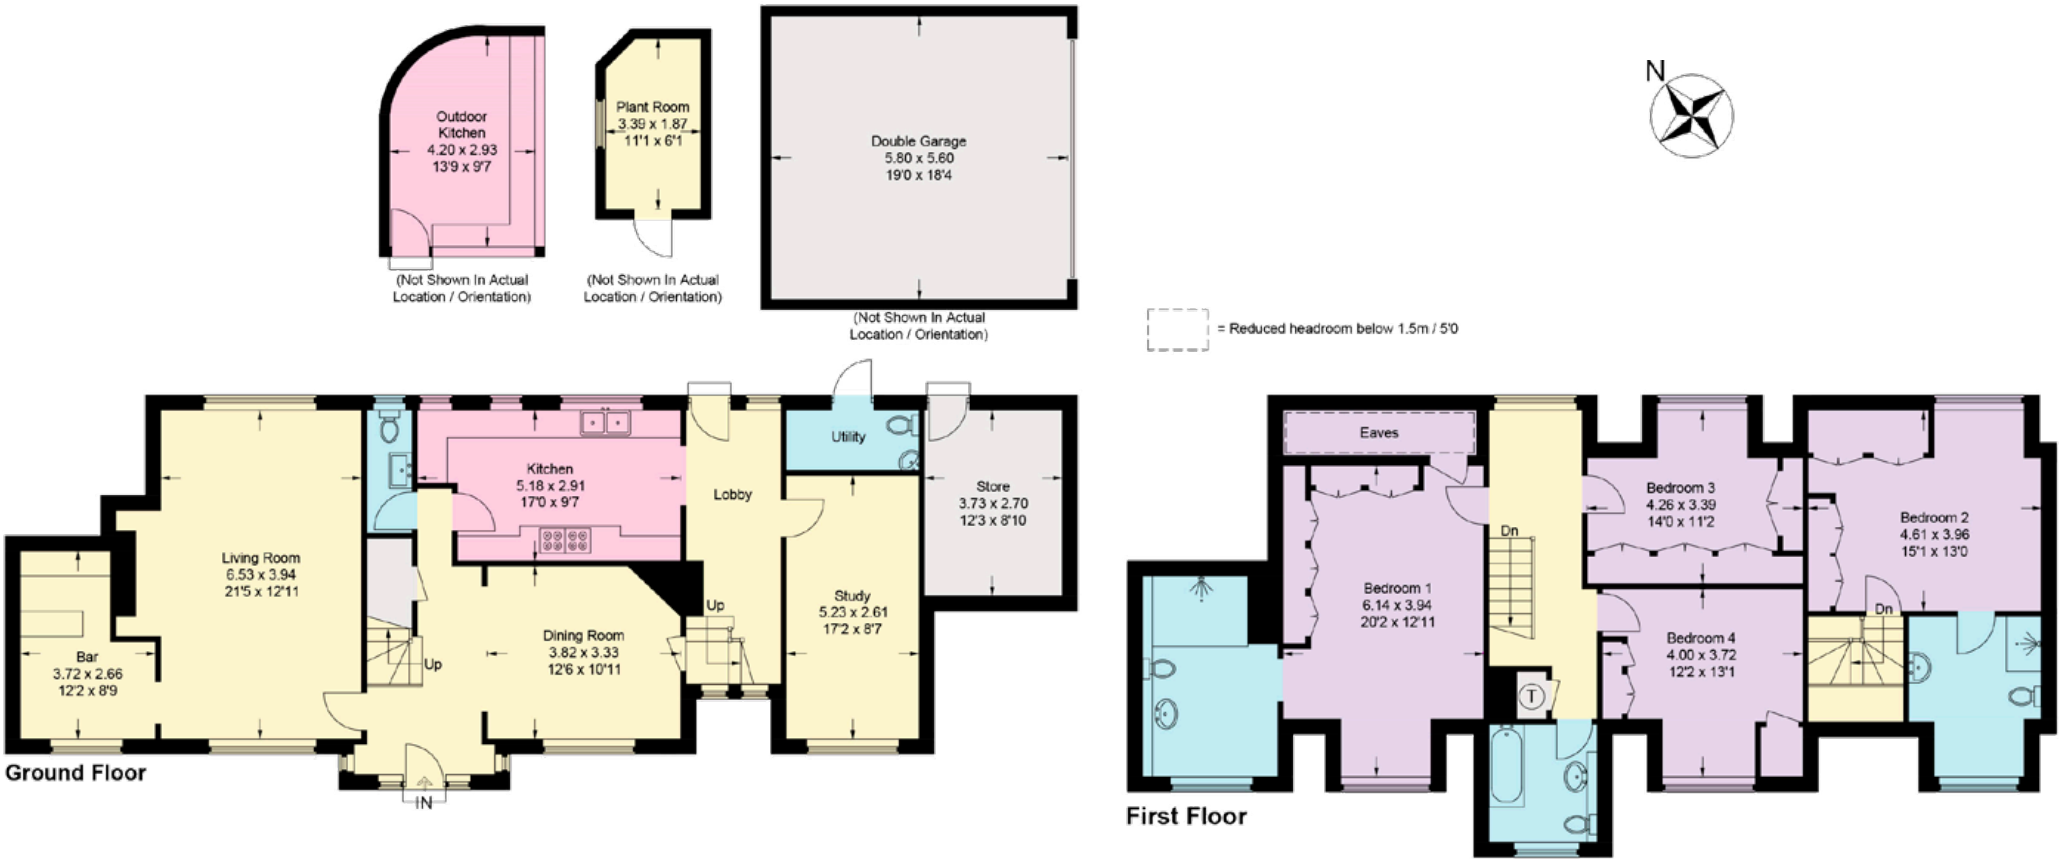 Outdoor
Kitchen
4.20 x 2.93
13'9 x 9'7
(Not Shown In Actual
Location / Orientation)
Plant Room
3.39 x 1.87
11'1 x 6'1
(Not Shown In Actual
Location / Orientation)
Double Garage
5.80 x 5.60
19'0 x 18'4
(Not Shown In Actual
Location / Orientation)
N
= Reduced headroom below 1.5m / 5'0
Living Room
6.53 x 3.94
21'5 x 12'11
Bar
3.72 x 2.66
12'2 x 8'9
Kitchen
5.18 x 2.91
17'0 x 9'7
Lobby
Utility
Store
3.73 x 2.70
12'3 x 8'10
Study
5.23 x 2.61
17'2 x 8'7
Dining Room
3.82 x 3.33
12'6 x 10'11
Up
Up
IN
Ground Floor
Eaves
Bedroom 1
6.14 x 3.94
20'2 x 12'11
Dn
Bedroom 3
4.26 x 3.39
14'0 x 11'2
Bedroom 2
4.61 x 3.96
15'1 x 13'0
Dn
Bedroom 4
4.00 x 3.72
12'2 x 13'1
T
First Floor